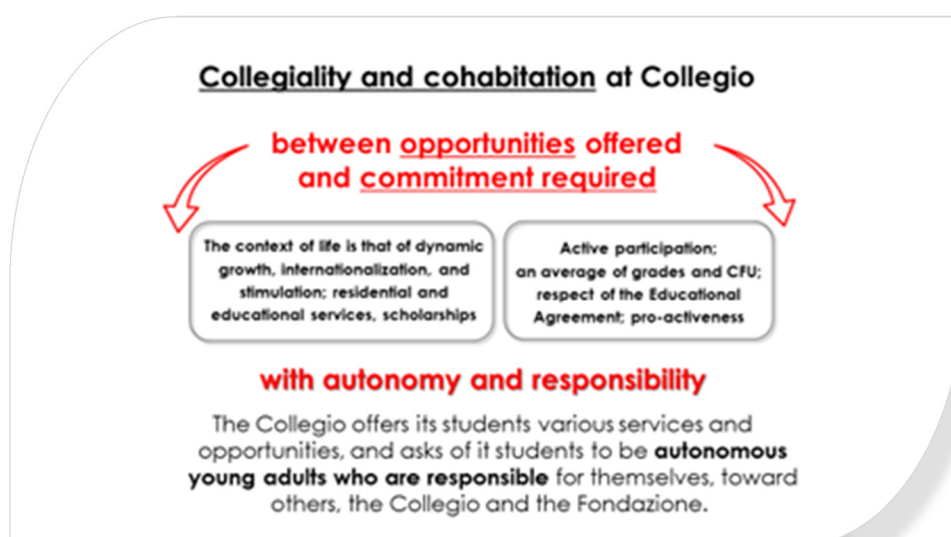 Collegiality and cohabitation at Collegio
between opportunities offered
and commitment required
The context of life is that of dynamic
growth, internationalization, and
stimulation; residential and
educational services, scholarships
Active participation;
an average of grades and CFU;
respect of the Educational
Agreement; pro-activeness
with autonomy and responsibility
The Collegio offers its students various services and
opportunities, and asks of it students to be autonomous
young adults who are responsible for themselves, toward
others, the Collegio and the Fondazione.